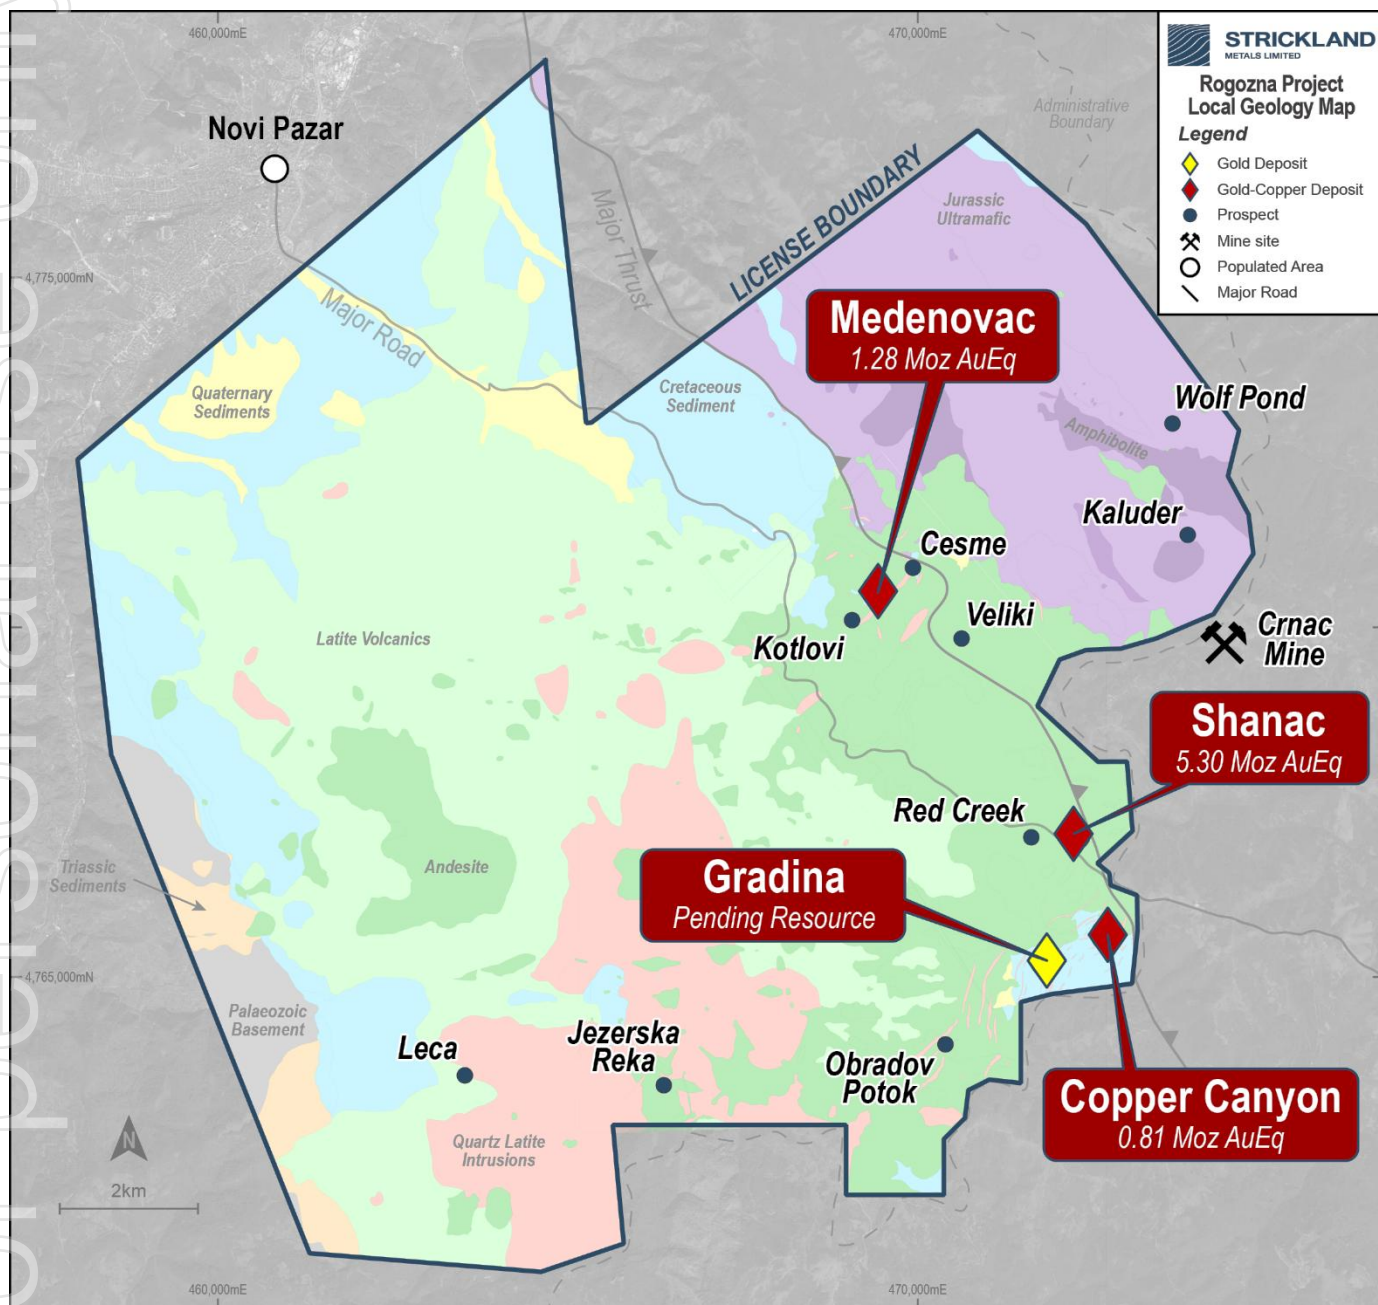 460,000mE
470,000mE
STRICKLAND
METALS LIMITED
Rogozna Project
Local Geology Map
Legend
Gold Deposit
Gold-Copper Deposit
Prospect
Mine site
Populated Area
Major Road
Administrative
Boundary
Novi Pazar
LICENSE BOUNDARY
Jurassic
Ultramafic
Major Thrust
4,775,000mN
Major Road
Medenovac
1.28 Moz AuEq
Quaternary
Sediments
Cretaceous
Sediment
Wolf Pond
Amphibolite
Kaluder
Cesme
Latite Volcanics
Kotlovi
Veliki
Crnac
Mine
Shanac
5.30 Moz AuEq
Red Creek
Andesite
Triassic
Sediments
Gradina
Pending Resource
4,765,000mN
Palaeozoic
Basement
Leca
Jezerska
Reka
Obradov
Potok
Copper Canyon
0.81 Moz AuEq
Quartz Latite
Intrusions
N
2km
460,000mE
470,000mE